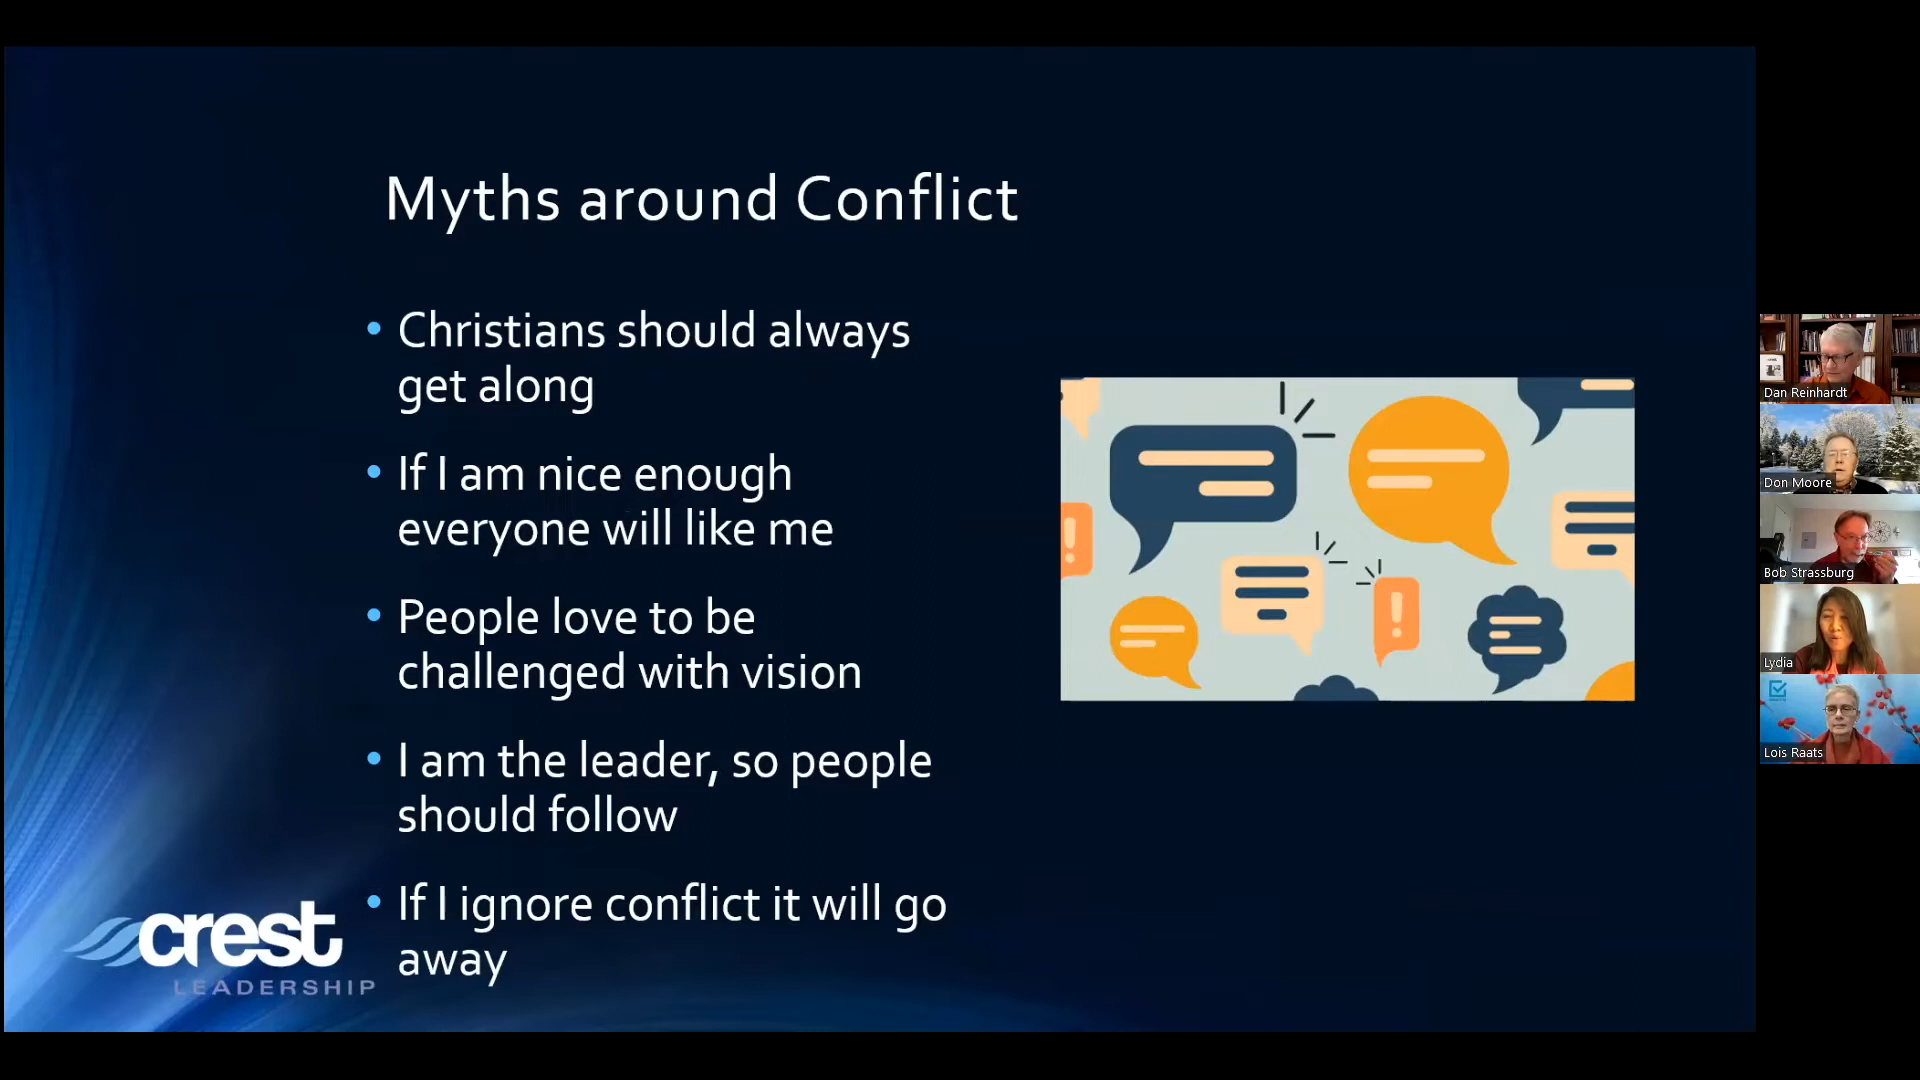 Myths around Conflict
• Christians should always
get along
• If I am nice enough
everyone will like me
• People love to be
challenged with vision
• I am the leader, so people
should follow
• If I ignore conflict it will go
away
crest
LEADERSHIP
Dan Reinhardt
Don Moore
Bob Strassburg
Lydia
Lois Raats